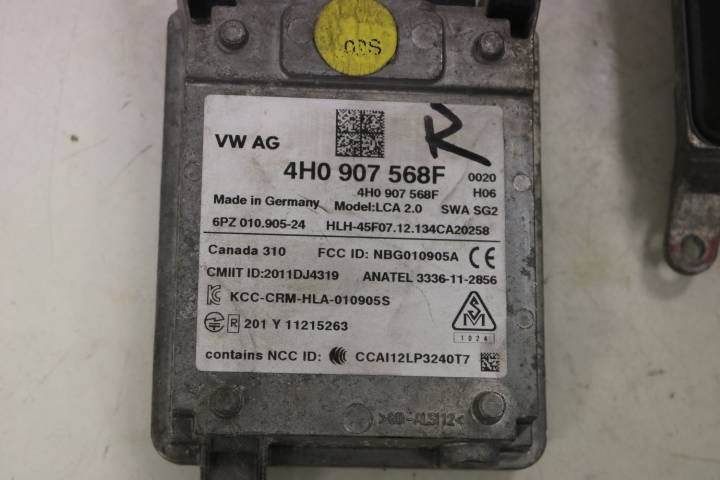 VW AG
R
4H0 907 568F
0020
4H0 907 568F
H06
Made in Germany
Model:LCA 2.0
SWA SG2
6PZ 010.905-24
HLH-45F07.12.134CA20258
Canada 310
FCC ID: NBG010905A
CE
CMIIT ID:2011DJ4319
ANATEL 3336-11-2856
KCC-CRM-HLA-010905S
R 201 Y 11215263
1024
contains NCC ID:
CCAI12LP3240T7